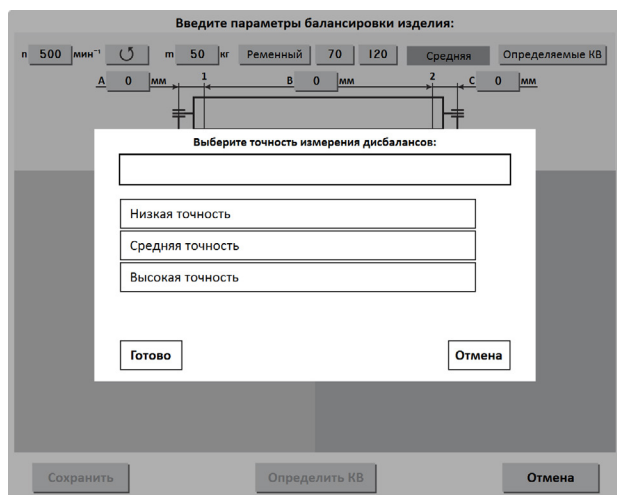 Введите параметры балансировки изделия:
n 500 мин⁻¹ m 50 кг Ременный 70 120 Средняя Определяемые КВ
A 0 мм 1 B 0 мм 2 C 0 мм
Выберите точность измерения дисбалансов:
Низкая точность
Средняя точность
Высокая точность
Готово Отмена
Сохранить Определить КВ Отмена